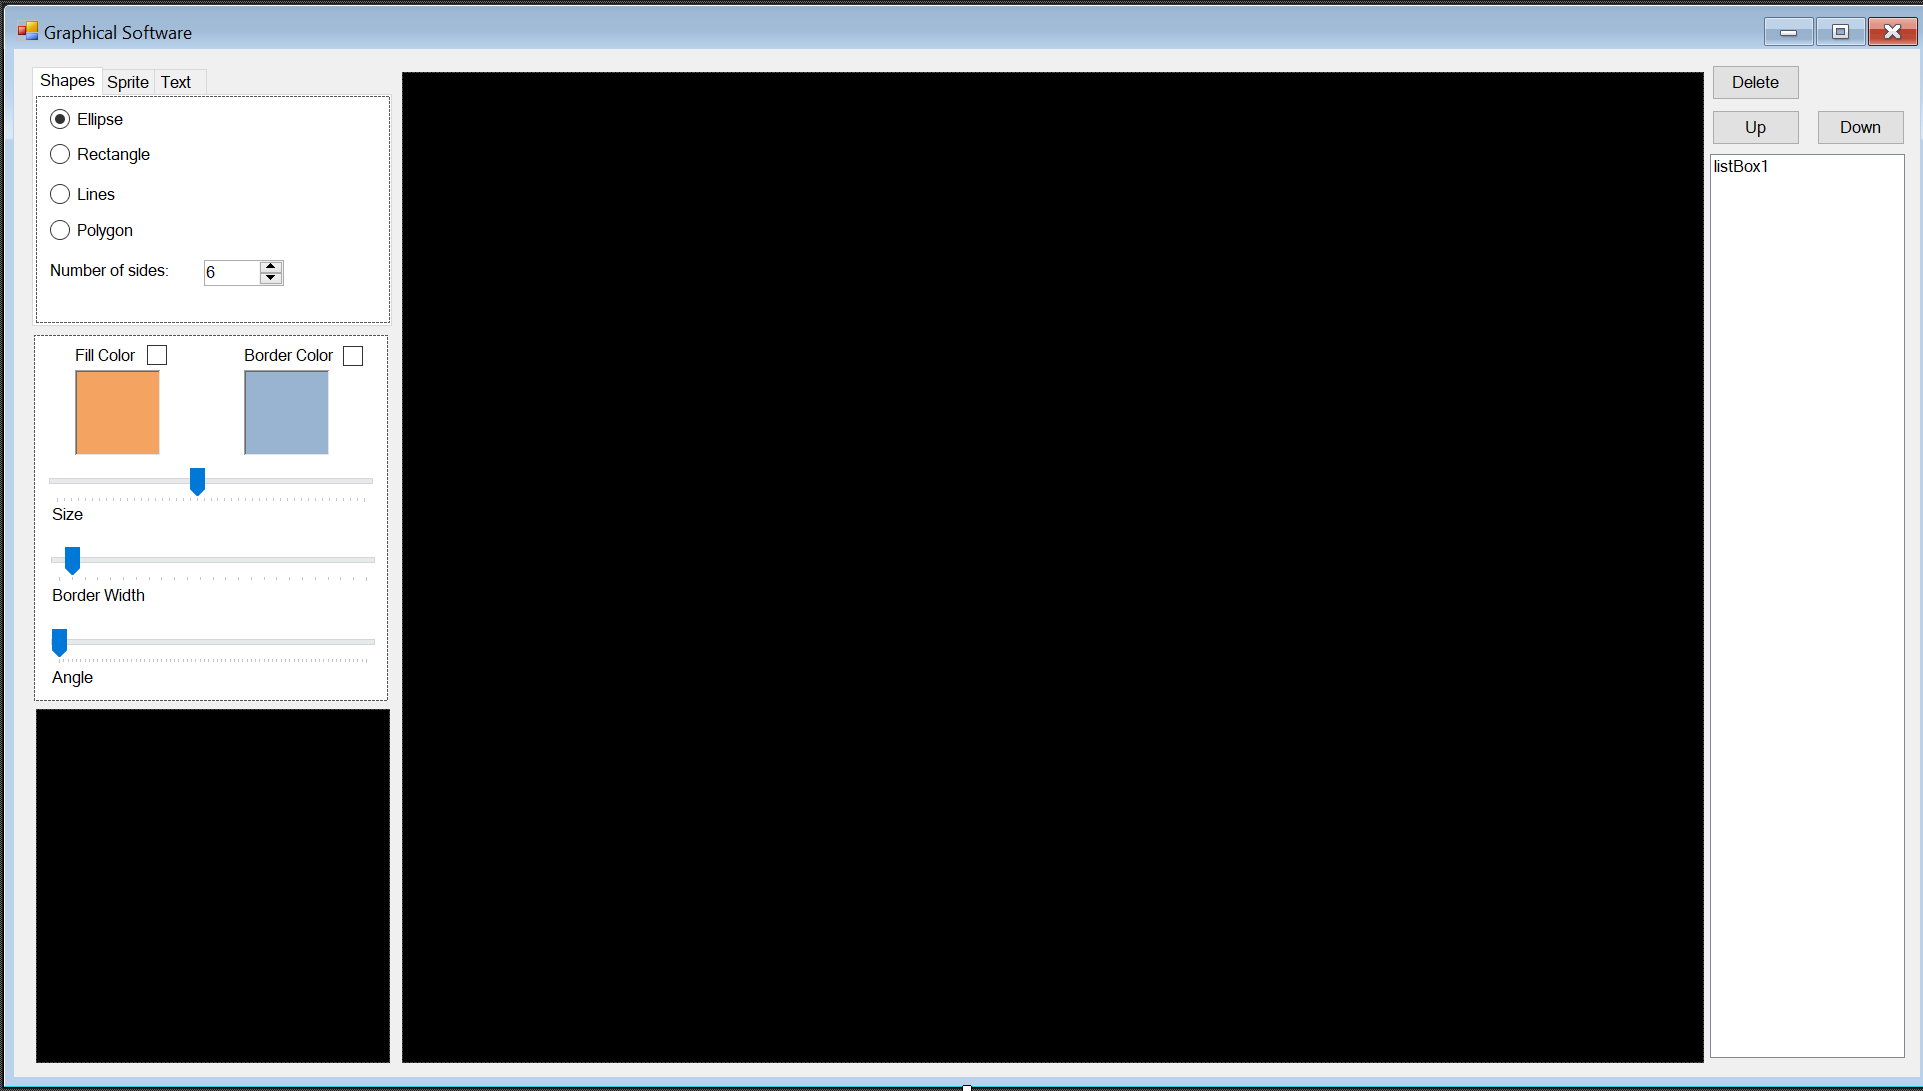 Graphical Software
Shapes Sprite Text
Ellipse
Rectangle
Lines
Polygon
Number of sides: 6
Fill Color Border Color
Size
Border Width
Angle
Delete
Up Down
listBox1